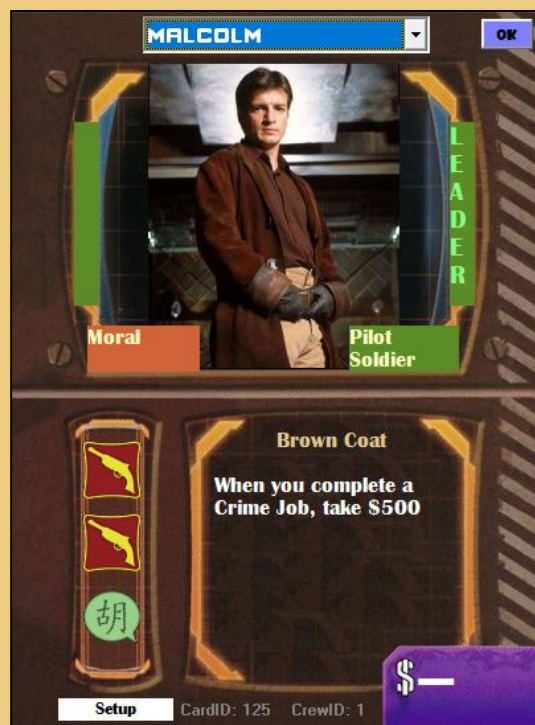 MALCOLM
OK
LEADER
Moral
Pilot
Soldier
Brown Coat
When you complete a
Crime Job, take $500
胡
$—
Setup
CardID: 125 CrewID: 1